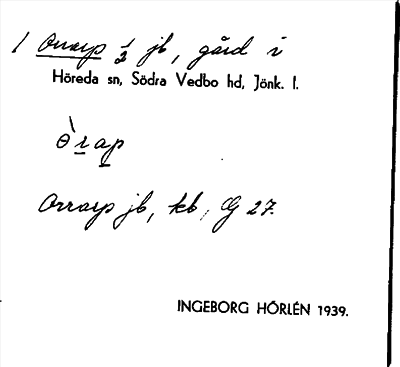 1 Orrarp 1/2 jb, gård i
Höreda sn, Södra Vedbo hd, Jönk. l.
ɵ̀rap
Orrarp jb, kb, G 27.
INGEBORG HÖRLÉN 1939.